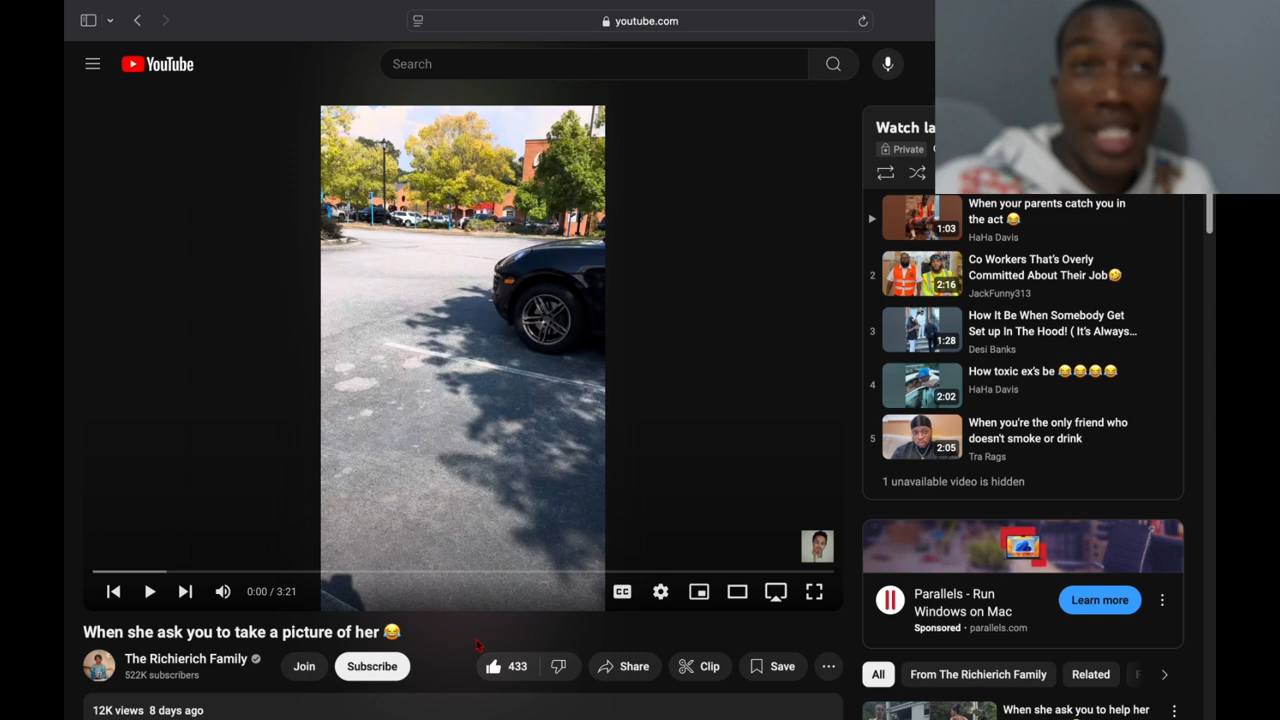 youtube.com
YouTube
Search
When she ask you to take a picture of her 😂
0:00 / 3:21
CC
The Richierich Family
522K subscribers
Join
Subscribe
433
Share
Clip
Save
12K views 8 days ago
Watch la
Private
When your parents catch you in
the act 😂
HaHa Davis
1:03
2
Co Workers That's Overly
Committed About Their Job🤣
JackFunny313
2:16
3
How It Be When Somebody Get
Set up In The Hood! ( It's Always...
Desi Banks
1:28
4
How toxic ex's be 😂😂😂😂
HaHa Davis
2:02
5
When you're the only friend who
doesn't smoke or drink
Tra Rags
2:05
1 unavailable video is hidden
Parallels - Run
Windows on Mac
Sponsored · parallels.com
Learn more
All
From The Richierich Family
Related
When she ask you to help her